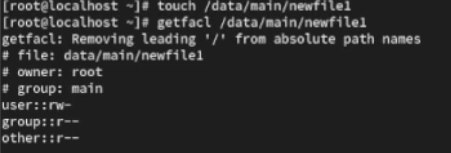 [root@localhost ~]# touch /data/main/newfile1
[root@localhost ~]# getfacl /data/main/newfile1
getfacl: Removing leading '/' from absolute path names
# file: data/main/newfile1
# owner: root
# group: main
user::rw-
group::r--
other::r--